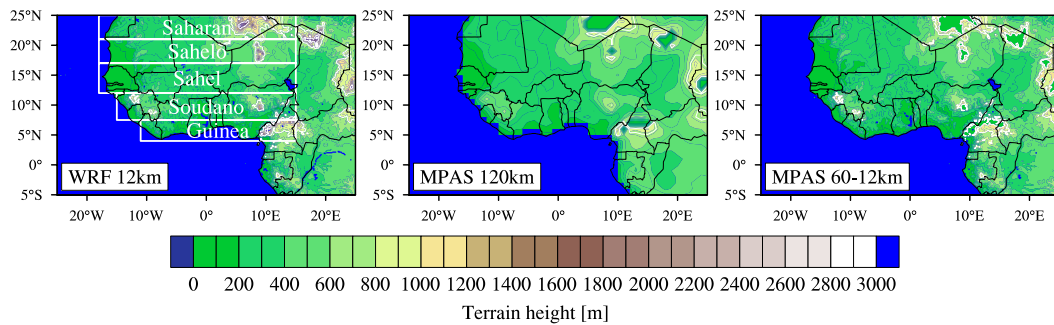 25°N
20°N
15°N
10°N
5°N
0°
5°S
Saharan
Sahelo
Sahel
Soudano
Guinea
WRF 12km
20°W 10°W 0° 10°E 20°E
25°N
20°N
15°N
10°N
5°N
0°
5°S
MPAS 120km
20°W 10°W 0° 10°E 20°E
25°N
20°N
15°N
10°N
5°N
0°
5°S
MPAS 60-12km
20°W 10°W 0° 10°E 20°E
0 200 400 600 800 1000 1200 1400 1600 1800 2000 2200 2400 2600 2800 3000
Terrain height [m]